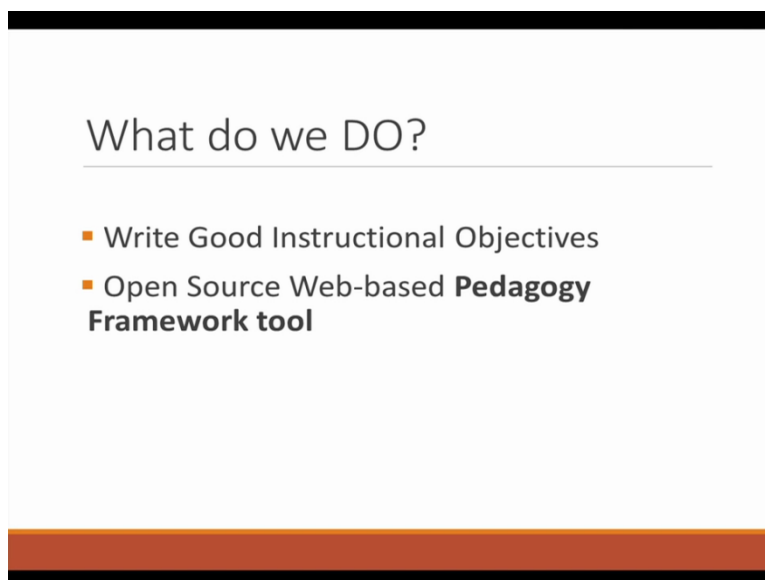 What do we DO?
Write Good Instructional Objectives
Open Source Web-based Pedagogy
Framework tool